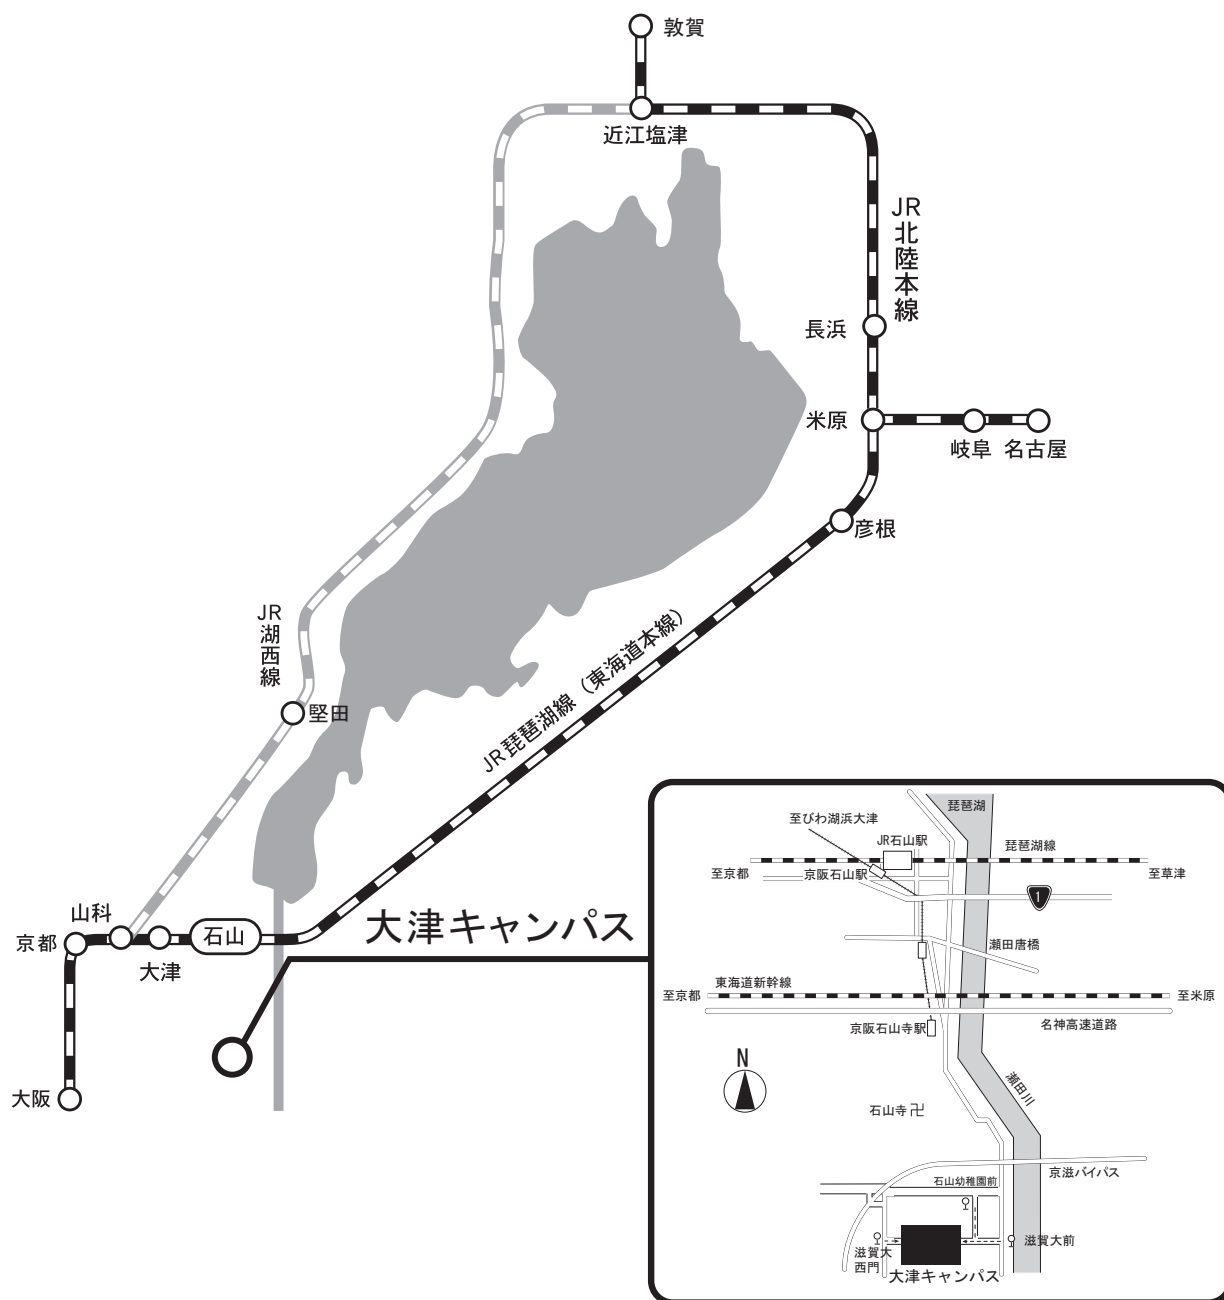 敦賀
近江塩津
JR北陸本線
長浜
米原
岐阜
名古屋
彦根
JR湖西線
堅田
JR琵琶湖線（東海道本線）
山科
京都
大津
石山
大津キャンパス
大阪
琵琶湖
至びわ湖浜大津
JR石山駅
琵琶湖線
至京都
京阪石山駅
至草津
1
瀬田唐橋
東海道新幹線
至京都
至米原
京阪石山寺駅
名神高速道路
N
瀬田川
石山寺卍
京滋バイパス
石山幼稚園前
滋賀大
西門
滋賀大前
大津キャンパス